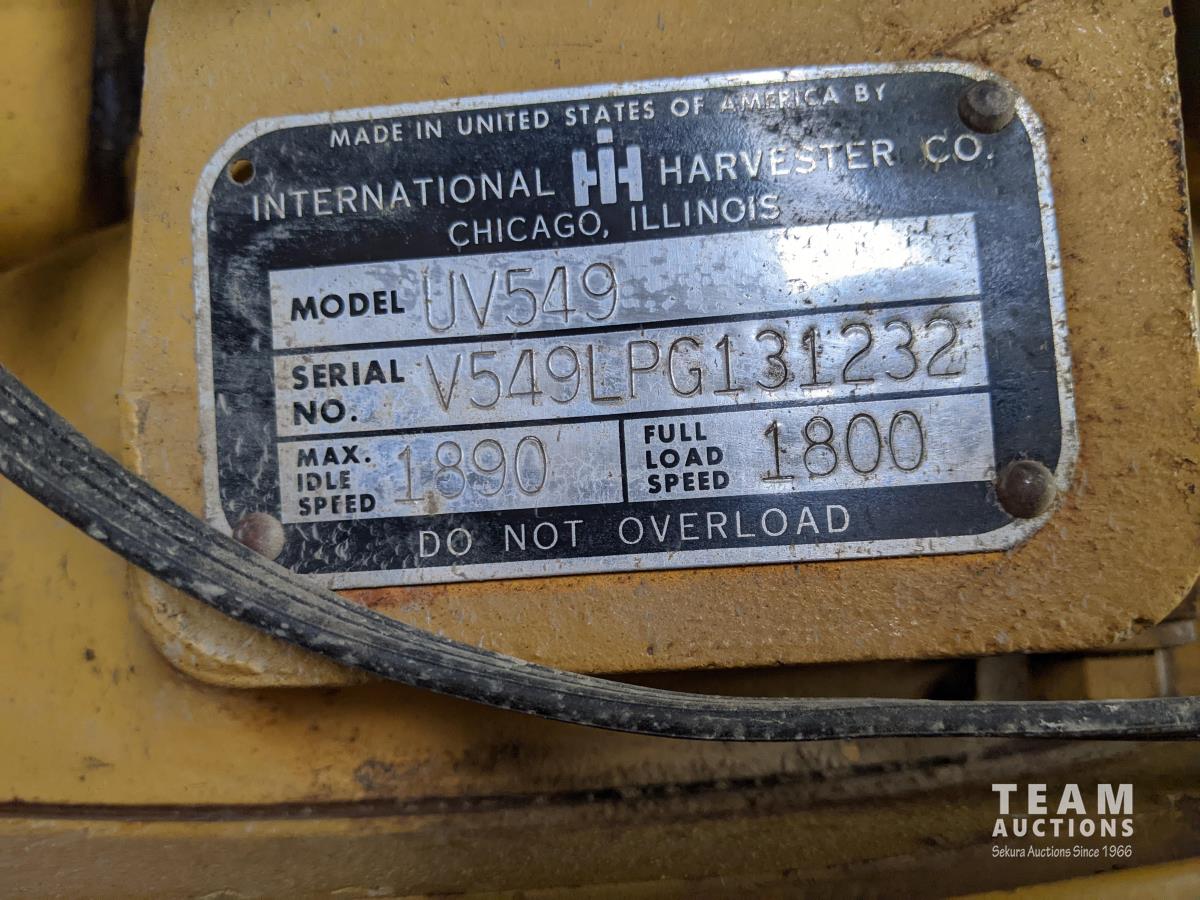 MADE IN UNITED STATES OF AMERICA BY
INTERNATIONAL IH HARVESTER CO.
CHICAGO, ILLINOIS
MODEL UV549
SERIAL NO. V549LPG131232
MAX. IDLE SPEED 1890
FULL LOAD SPEED 1800
DO NOT OVERLOAD
TEAM
AUCTIONS
Sekura Auctions Since 1966